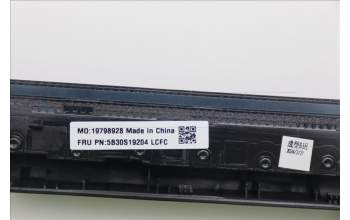 MO:19798928 Made in China
FRU PN:5B30S19204 LCFC